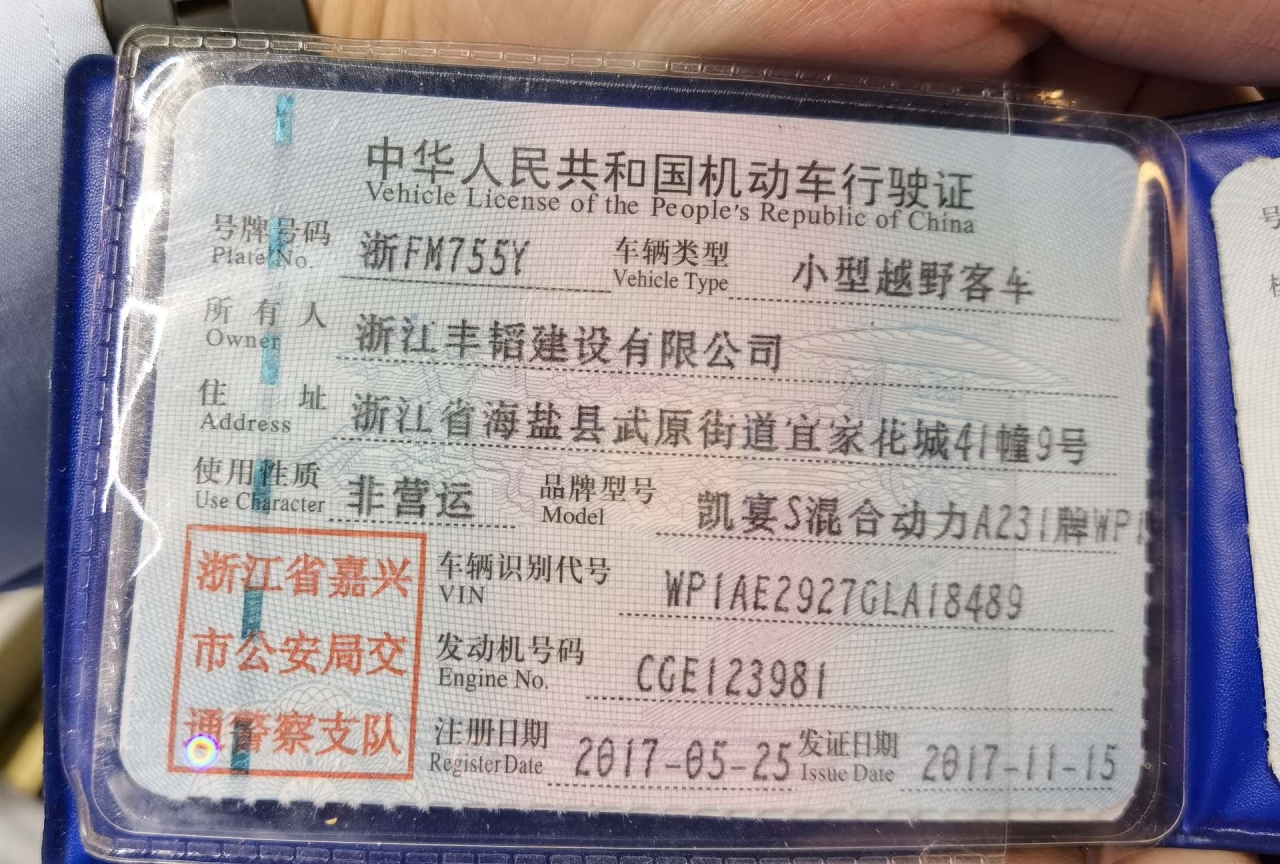 中华人民共和国机动车行驶证
Vehicle License of the People's Republic of China
号牌号码 浙FM755Y 车辆类型 小型越野客车
Plate No. Vehicle Type
所有人 浙江丰韬建设有限公司
Owner
住址 浙江省海盐县武原街道宜家花城41幢9号
Address
使用性质 非营运 品牌型号 凯宴S混合动力A231牌WP1
Use Character Model
浙江省嘉兴
市公安局交
通警察支队
车辆识别代号 WP1AE2927GLA18489
VIN
发动机号码 CGE123981
Engine No.
注册日期 2017-05-25 发证日期 2017-11-15
Register Date Issue Date
号